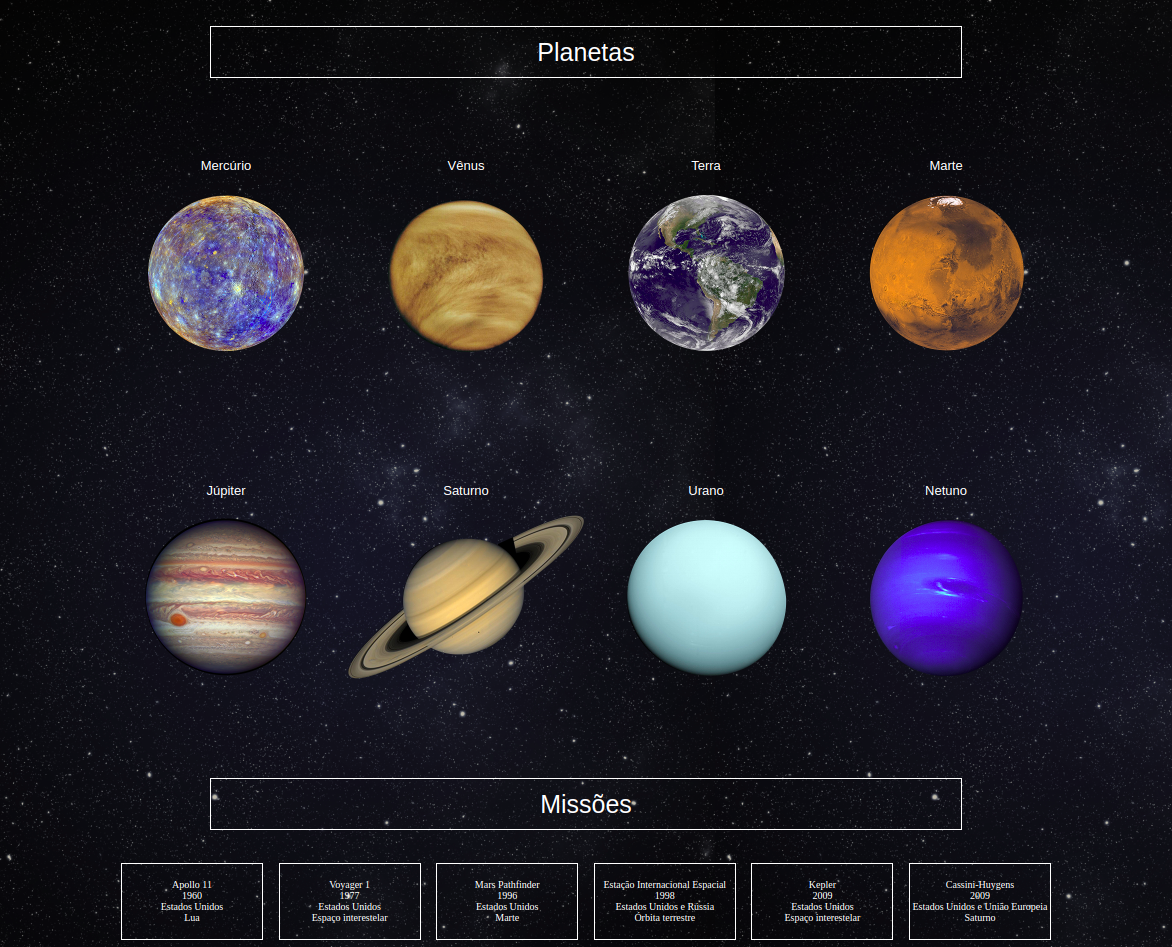 Planetas
Mercúrio
Vênus
Terra
Marte
Júpiter
Saturno
Urano
Netuno
Missões
Apollo 11
1960
Estados Unidos
Lua
Voyager 1
1977
Estados Unidos
Espaço interestelar
Mars Pathfinder
1996
Estados Unidos
Marte
Estação Internacional Espacial
1998
Estados Unidos e Rússia
Órbita terrestre
Kepler
2009
Estados Unidos
Espaço interestelar
Cassini-Huygens
2009
Estados Unidos e União Europeia
Saturno